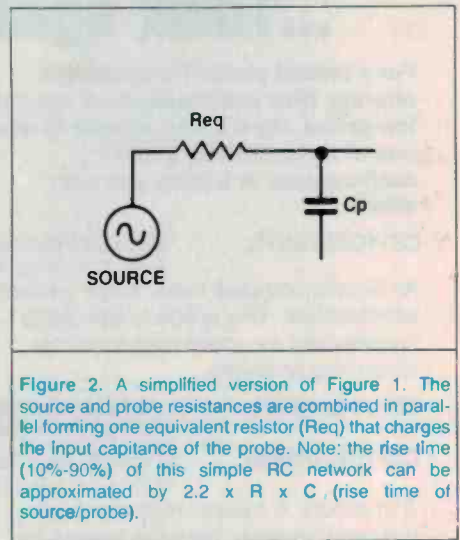 Req
Cp
SOURCE
Figure 2. A simplified version of Figure 1. The
source and probe resistances are combined in paral-
lel forming one equivalent resistor (Req) that charges
the input capitance of the probe. Note: the rise time
(10%-90%) of this simple RC network can be
approximated by 2.2 x R x C (rise time of
source/probe).